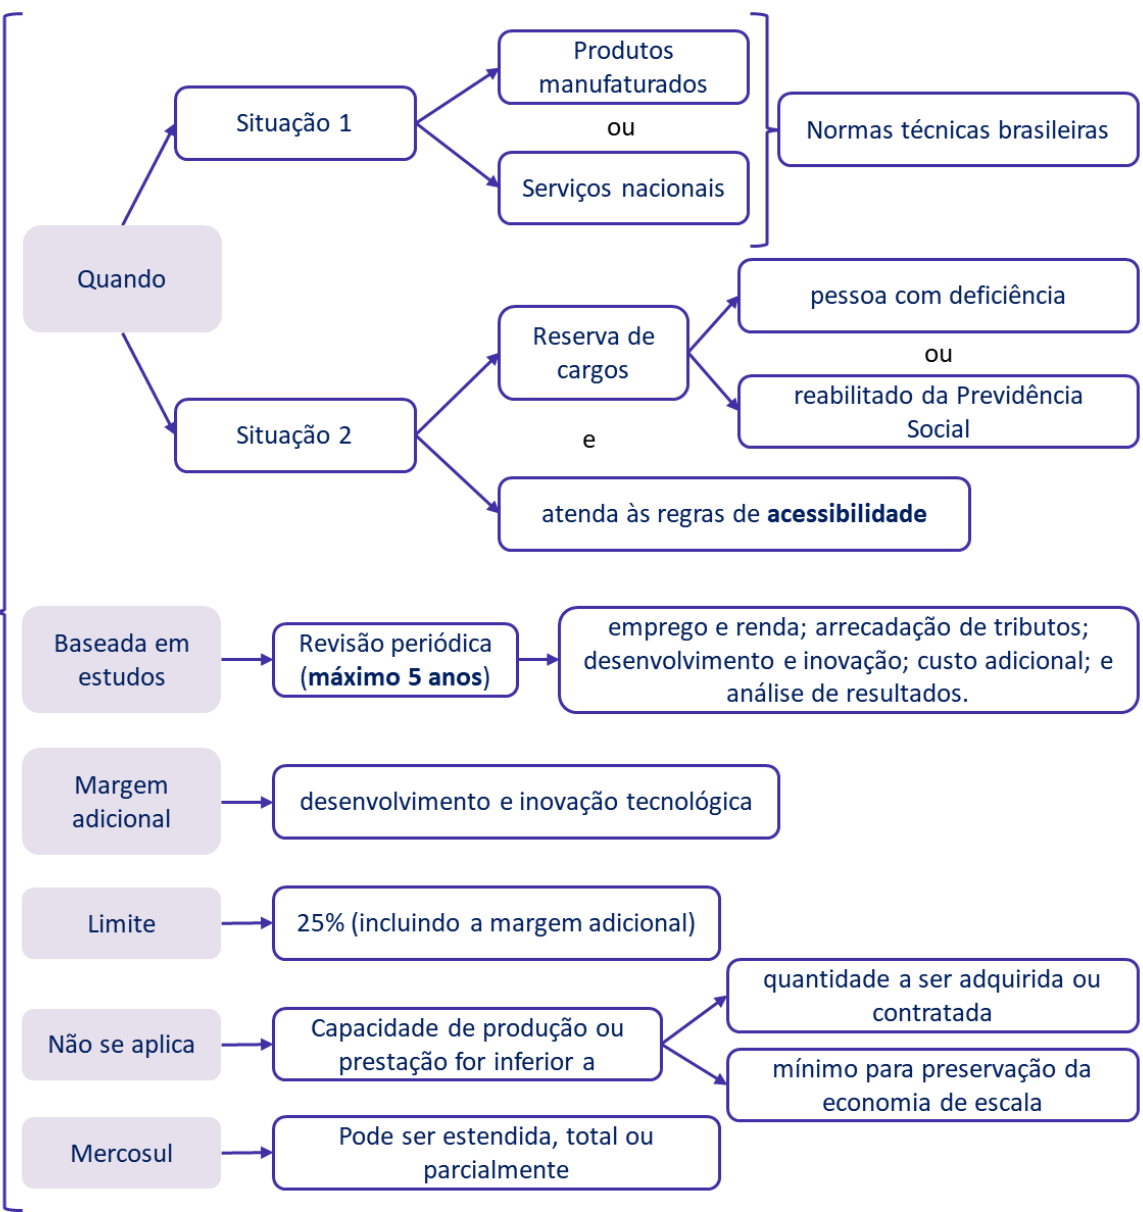 Quando
Situação 1
Produtos
manufaturados
ou
Serviços nacionais
Normas técnicas brasileiras
Situação 2
Reserva de
cargos
pessoa com deficiência
ou
reabilitado da Previdência
Social
e
atenda às regras de acessibilidade
Baseada em
estudos
Revisão periódica
(máximo 5 anos)
emprego e renda; arrecadação de tributos;
desenvolvimento e inovação; custo adicional; e
análise de resultados.
Margem
adicional
desenvolvimento e inovação tecnológica
Limite
25% (incluindo a margem adicional)
Não se aplica
Capacidade de produção ou
prestação for inferior a
quantidade a ser adquirida ou
contratada
mínimo para preservação da
economia de escala
Mercosul
Pode ser estendida, total ou
parcialmente